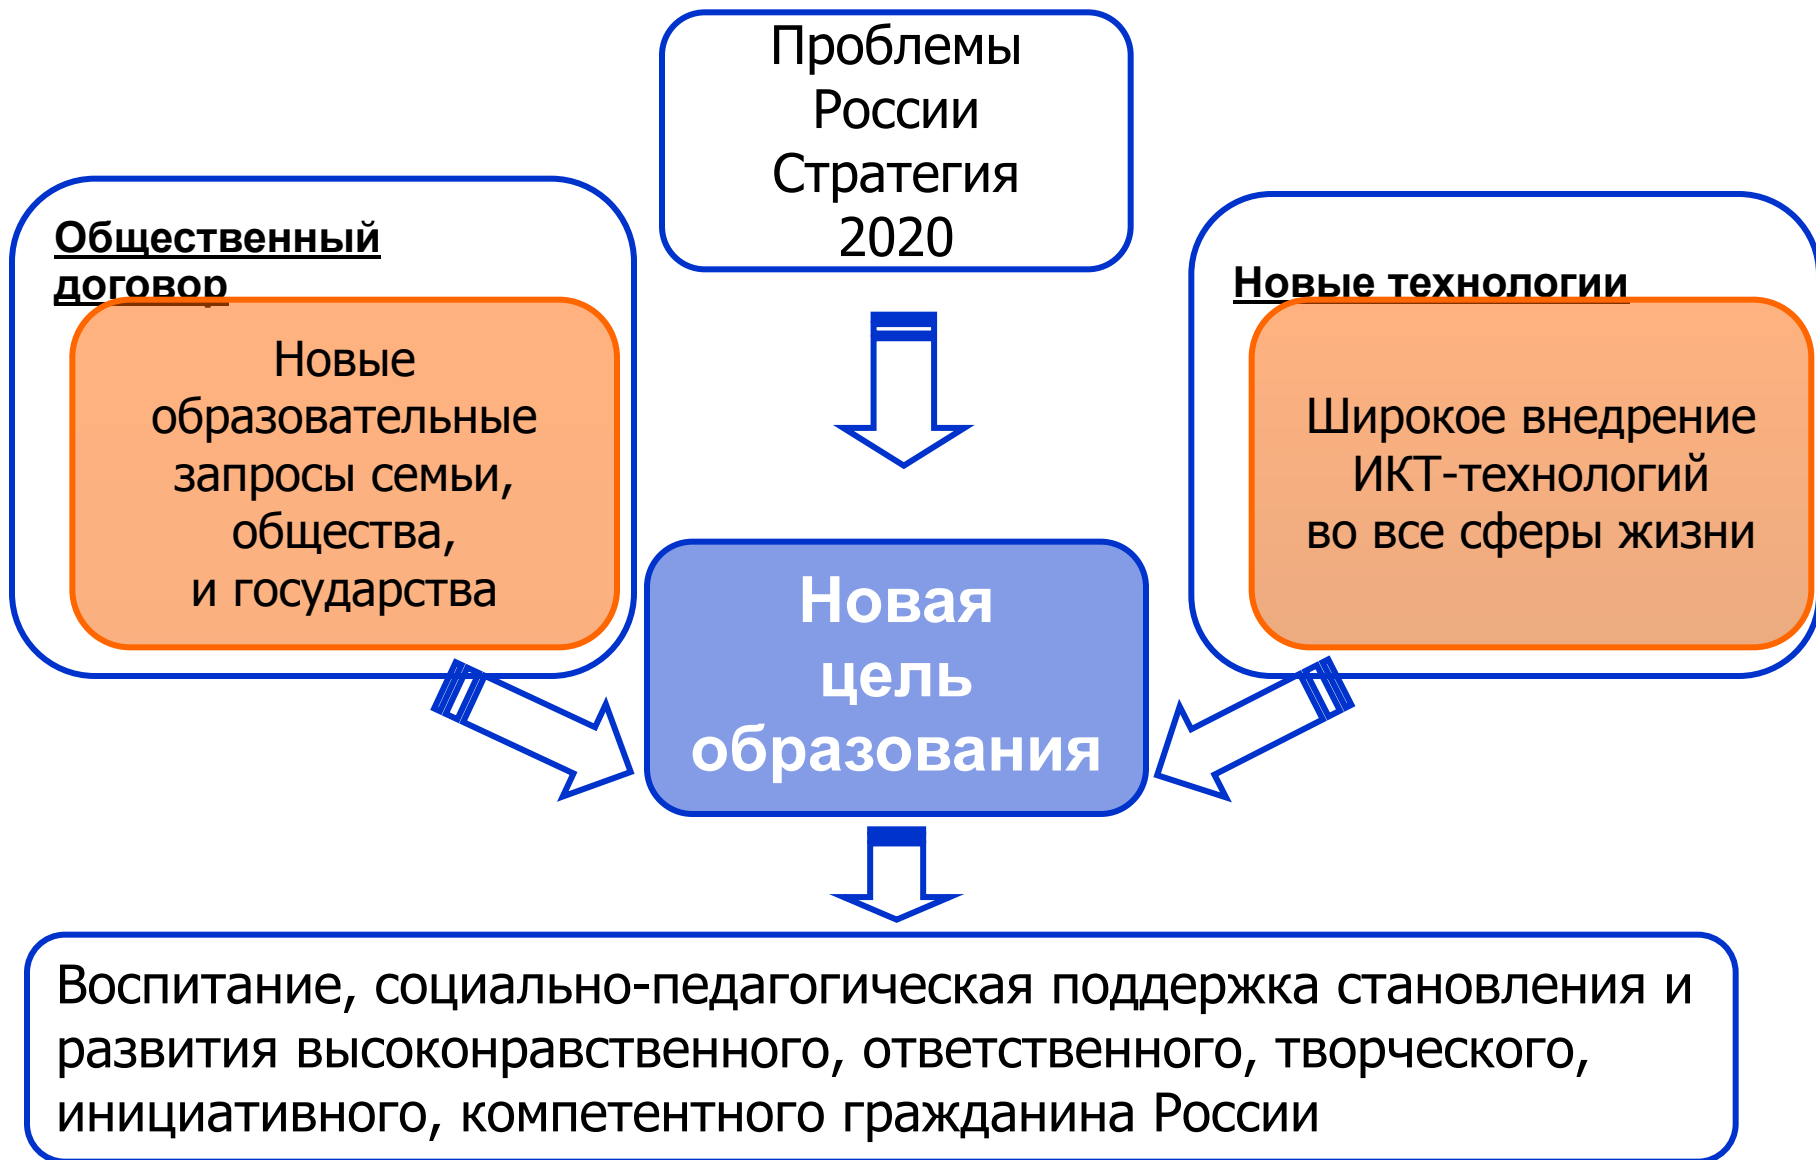 Проблемы
России
Стратегия
2020
Общественный
договор
Новые
образовательные
запросы семьи,
общества,
и государства
Новые технологии
Широкое внедрение
ИКТ-технологий
во все сферы жизни
Новая
цель
образования
Воспитание, социально-педагогическая поддержка становления и
развития высоконравственного, ответственного, творческого,
инициативного, компетентного гражданина России